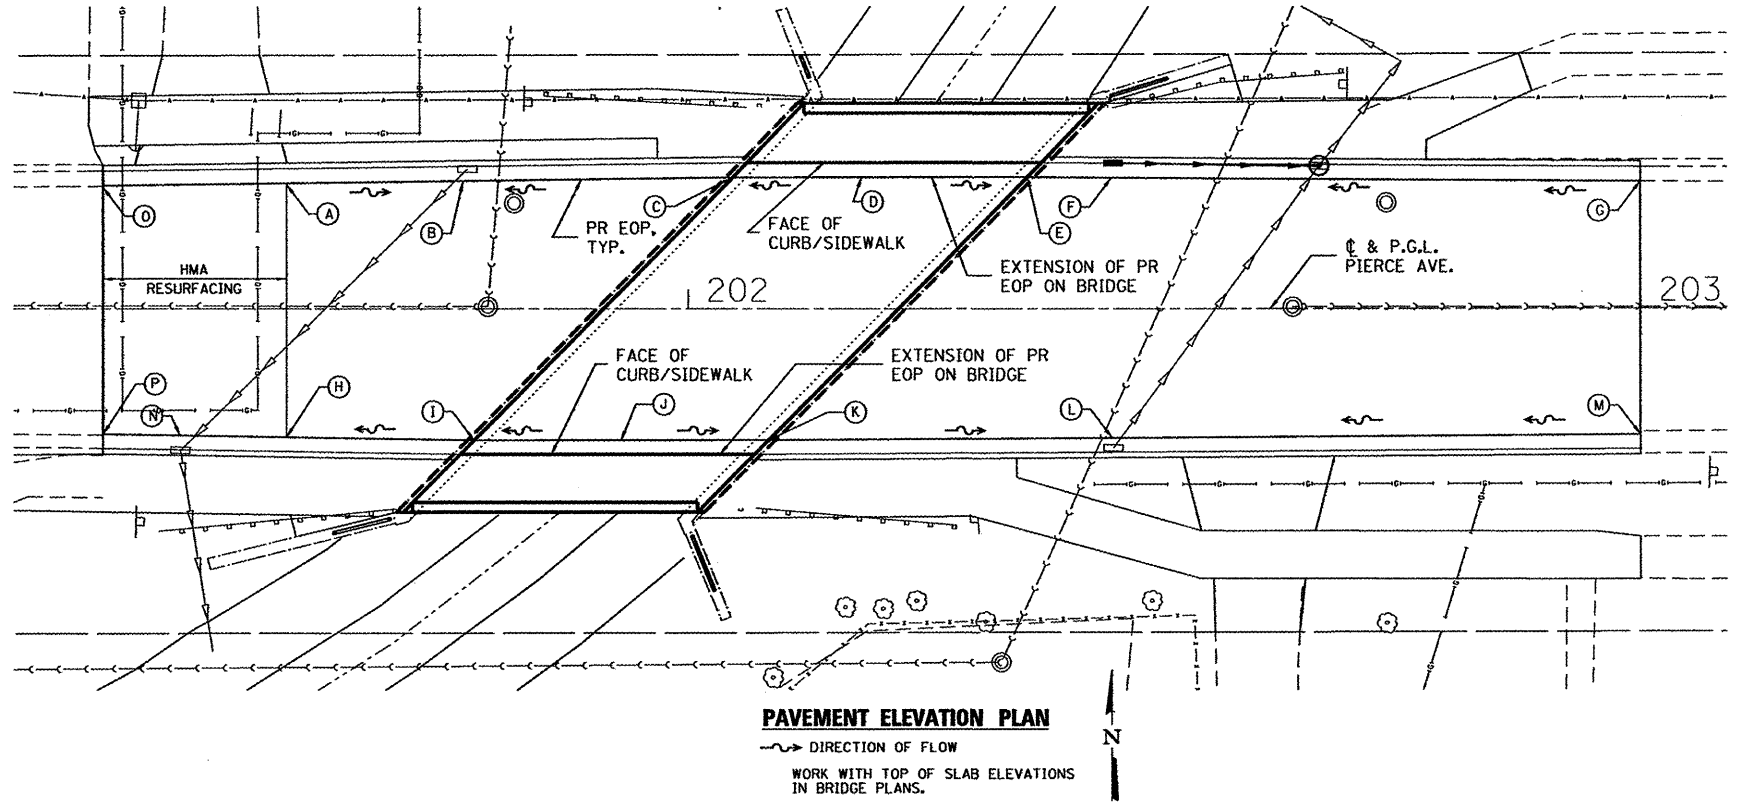 O
A
B
C
D
F
E
G
PR EOP,
TYP.
FACE OF
CURB/SIDEWALK
EXTENSION OF PR
EOP ON BRIDGE
℄ & P.G.L.
PIERCE AVE.
HMA
RESURFACING
202
203
P
N
H
I
J
K
L
M
FACE OF
CURB/SIDEWALK
EXTENSION OF PR
EOP ON BRIDGE
PAVEMENT ELEVATION PLAN
DIRECTION OF FLOW
WORK WITH TOP OF SLAB ELEVATIONS
IN BRIDGE PLANS.
N